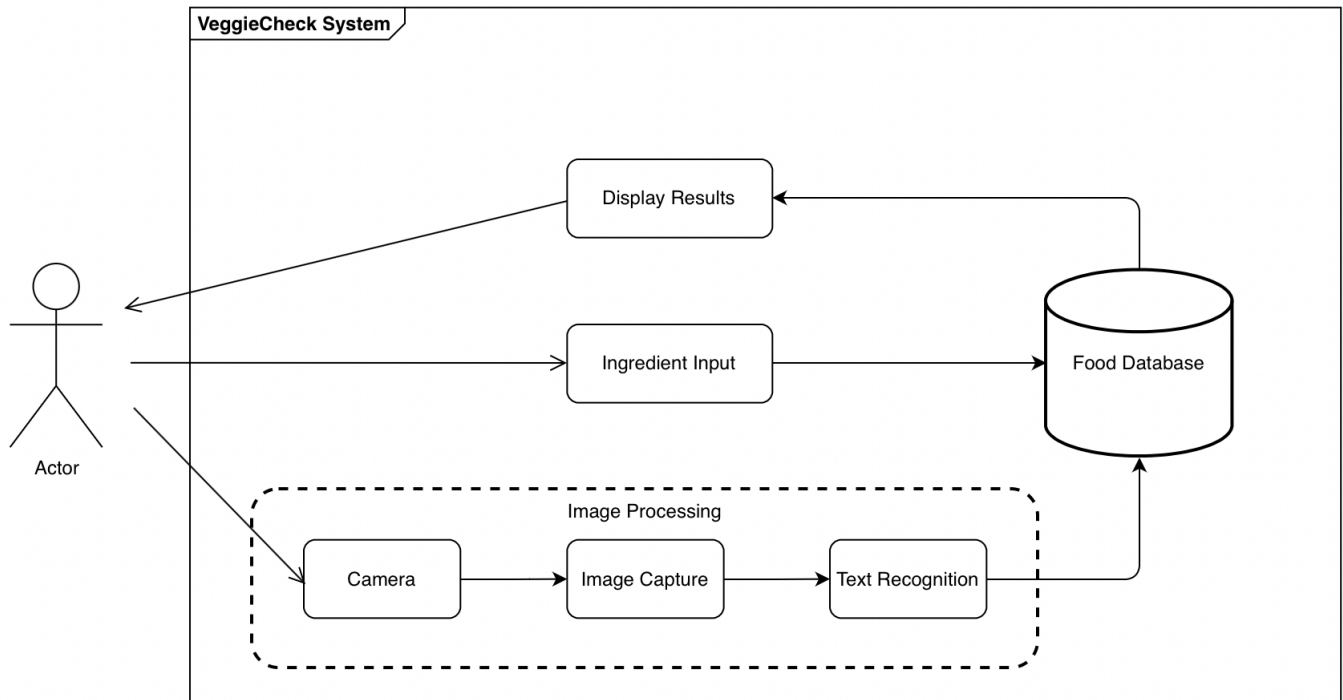 VeggieCheck System
Display Results
Ingredient Input
Food Database
Actor
Image Processing
Camera
Image Capture
Text Recognition